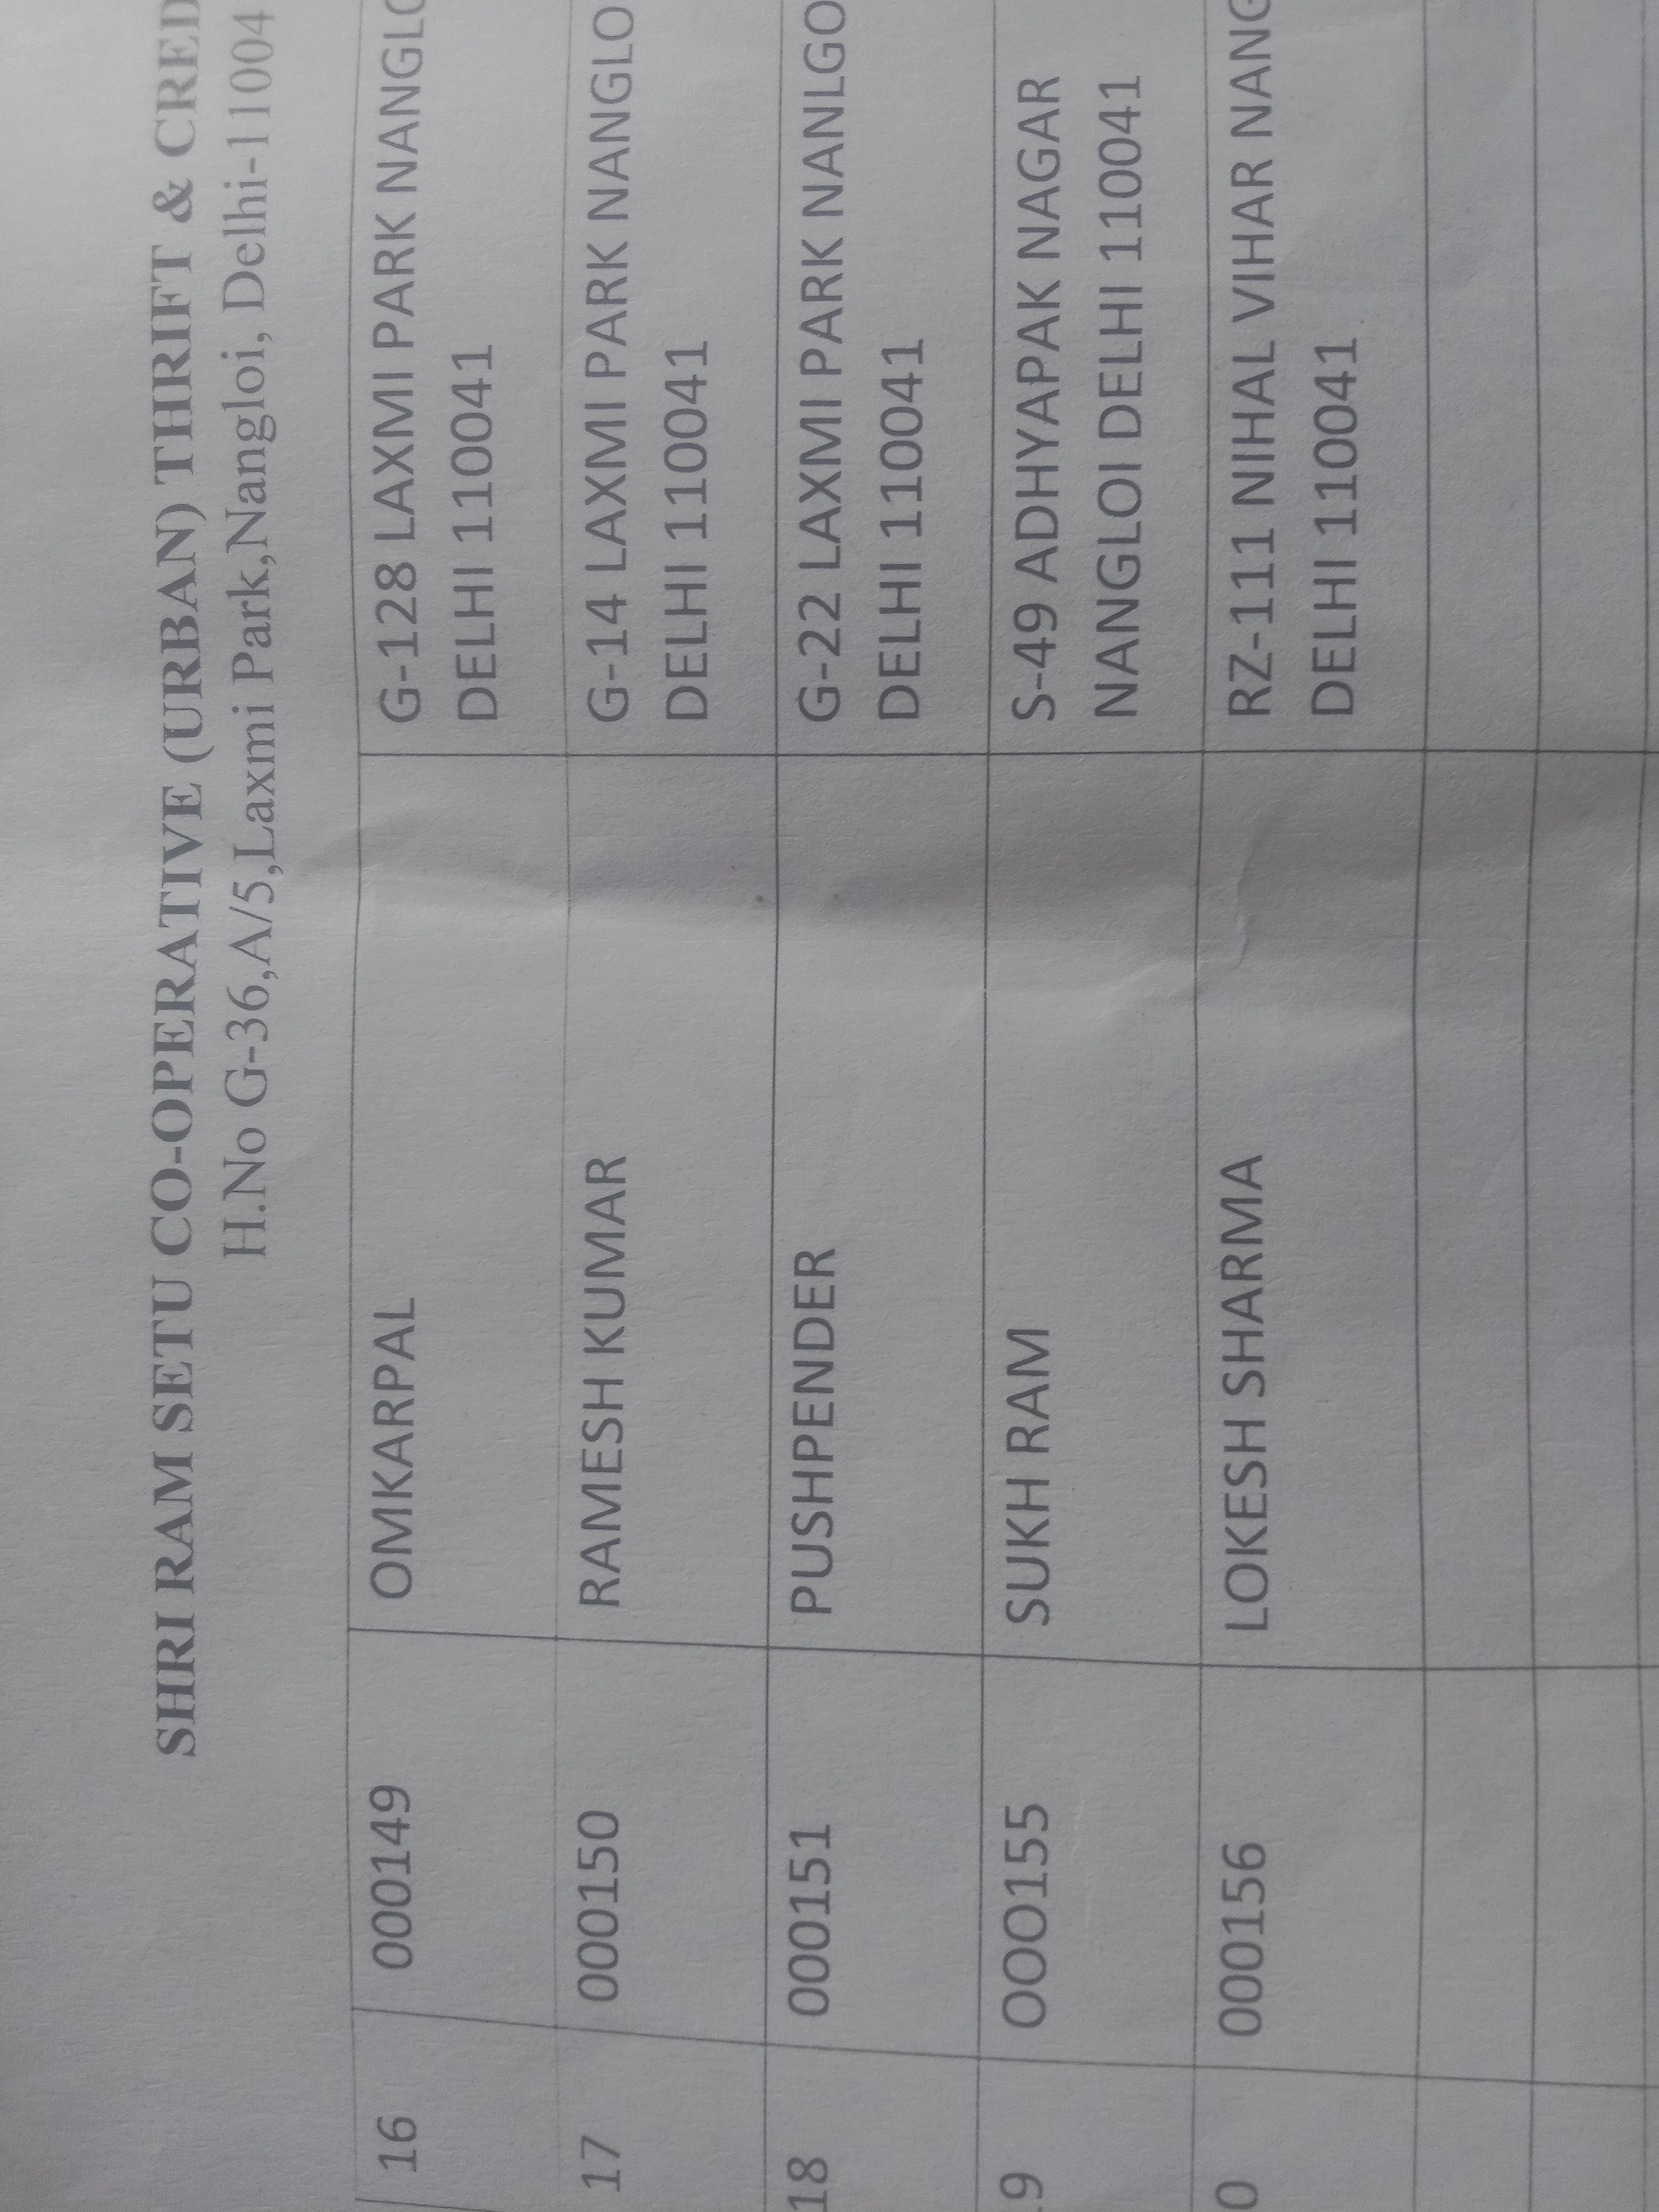 SHRI RAM SETU CO-OPERATIVE (URBAN) THRIFT & CRED
H.No G-36,A/5,Laxmi Park,Nangloi, Delhi-11004
16 000149 OMKARPAL G-128 LAXMI PARK NANGLO
DELHI 110041
17 000150 RAMESH KUMAR G-14 LAXMI PARK NANGLO
DELHI 110041
18 000151 PUSHPENDER G-22 LAXMI PARK NANLGO
DELHI 110041
19 OOO155 SUKH RAM S-49 ADHYAPAK NAGAR
NANGLOI DELHI 110041
0 000156 LOKESH SHARMA RZ-111 NIHAL VIHAR NANG
DELHI 110041